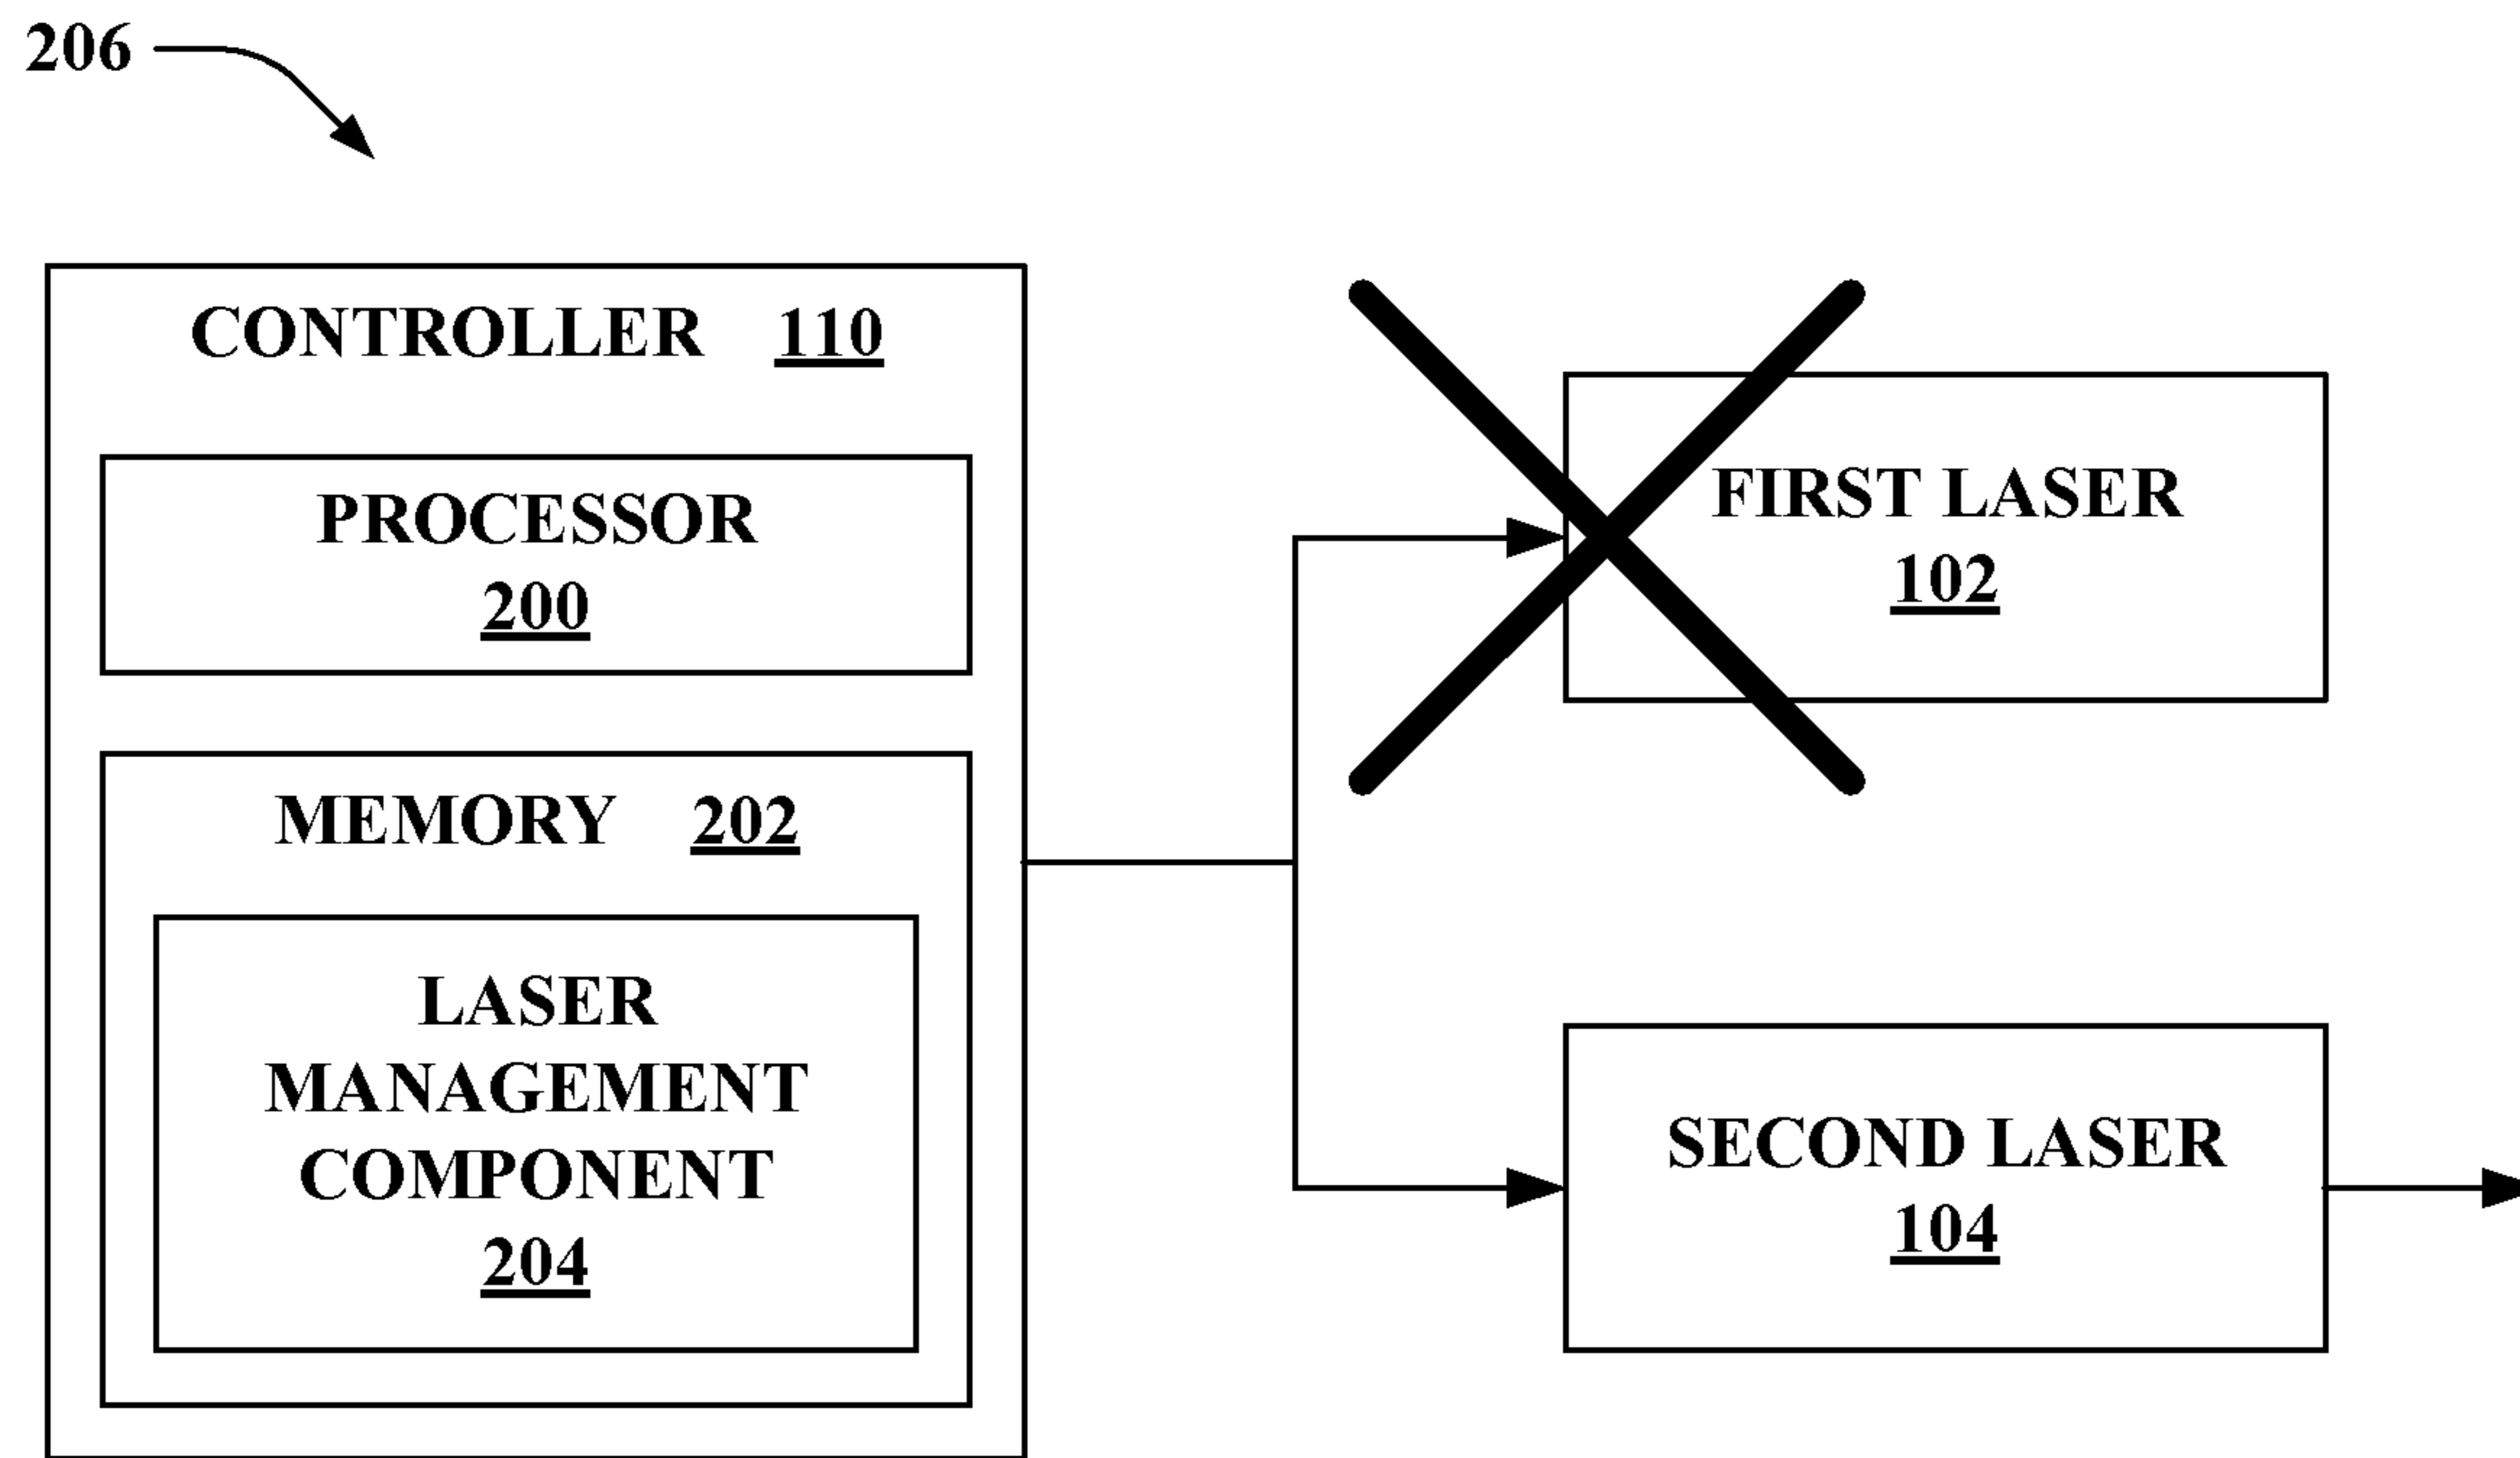 206
CONTROLLER 110
PROCESSOR
200
MEMORY 202
LASER
MANAGEMENT
COMPONENT
204
FIRST LASER
102
SECOND LASER
104